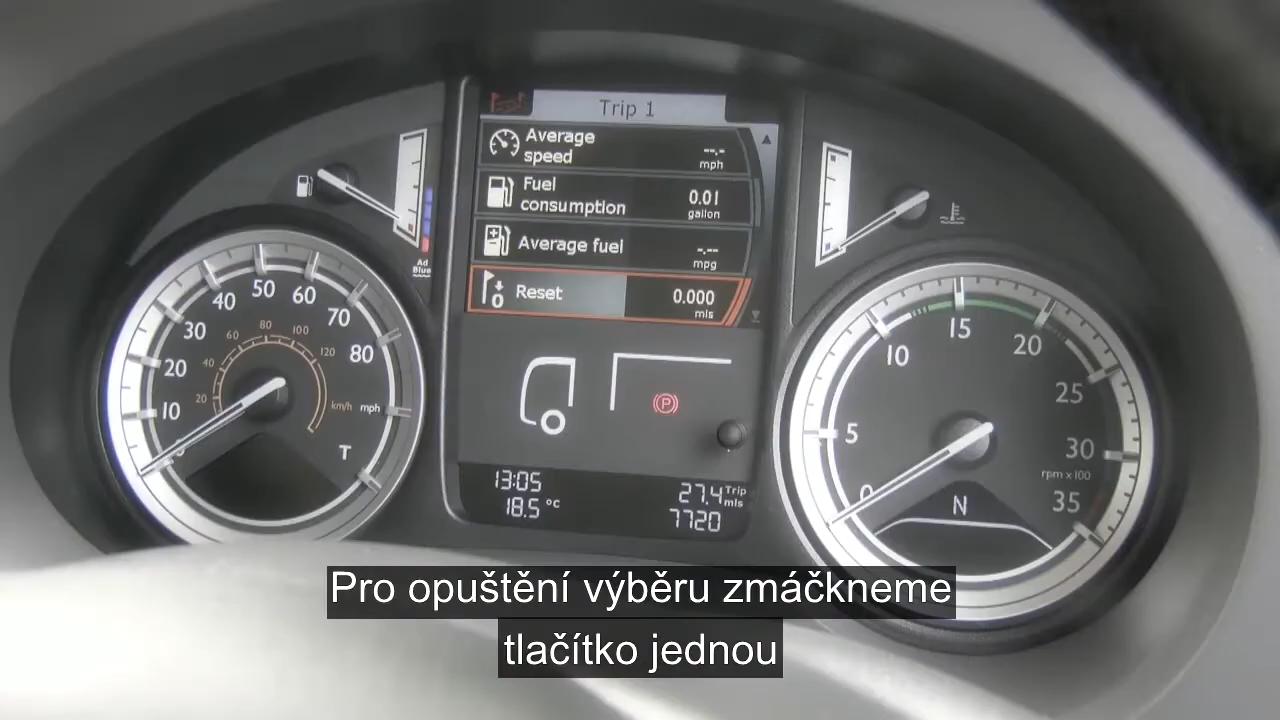 Trip 1
Average
speed
--.-
mph
Fuel
consumption
0.01
gallon
Average fuel
--.-
mpg
Reset
0.000
mls
Ad
Blue
10
20
30
40
50
60
70
80
20
40
60
80
100
120
km/h mph
T
P
13:05
18.5 °C
27.4 Trip
mls
7720
0
5
10
15
20
25
30
35
rpm x 100
N
Pro opuštění výběru zmáčkneme
tlačítko jednou